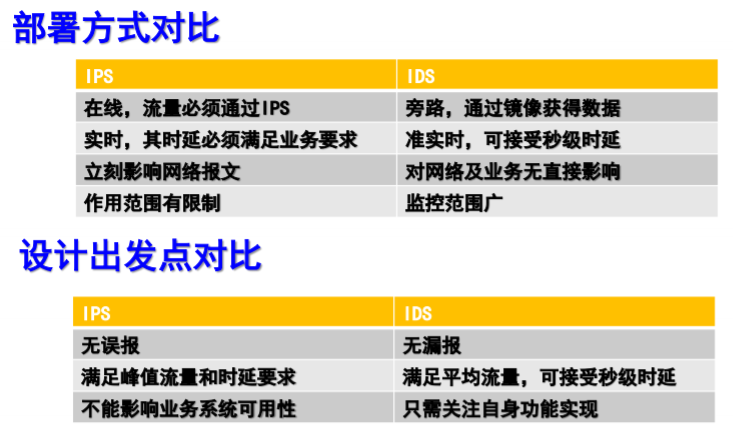 部署方式对比
IPS IDS
在线，流量必须通过IPS 旁路，通过镜像获得数据
实时，其时延必须满足业务要求 准实时，可接受秒级时延
立刻影响网络报文 对网络及业务无直接影响
作用范围有限制 监控范围广
设计出发点对比
IPS IDS
无误报 无漏报
满足峰值流量和时延要求 满足平均流量，可接受秒级时延
不能影响业务系统可用性 只需关注自身功能实现